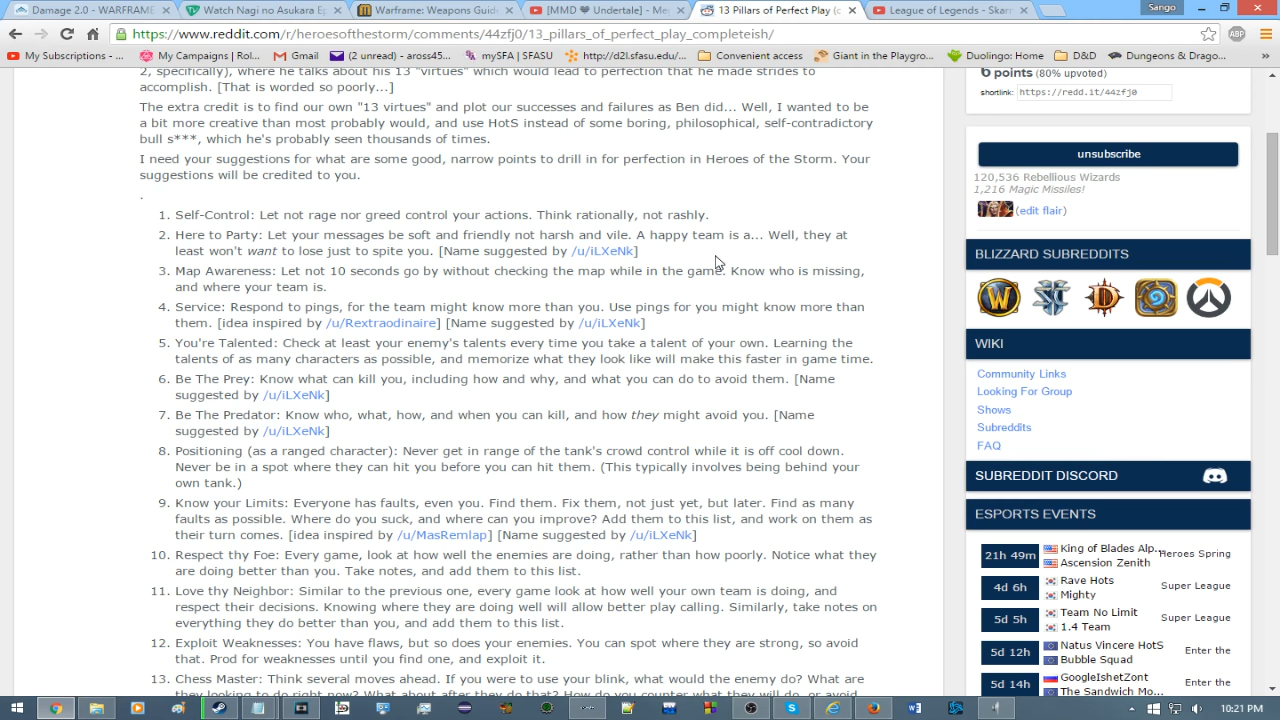 Damage 2.0 - WARFRAME
Watch Nagi no Asukara Ep
Warframe: Weapons Guid
[MMD ❤ Undertale] - Me
13 Pillars of Perfect Play (c
League of Legends - Skarr
Sango
https://www.reddit.com/r/heroesofthestorm/comments/44zfj0/13_pillars_of_perfect_play_completeish/
ABP
My Subscriptions - ...
My Campaigns | Rol...
Gmail
(2 unread) - aross45...
mySFA | SFASU
http://d2l.sfasu.edu/...
Convenient access
Giant in the Playgro...
Duolingo: Home
D&D
Dungeons & Drago...
2, specifically), where he talks about his 13 "virtues" which would lead to perfection that he made strides to
accomplish. [That is worded so poorly...]
The extra credit is to find our own "13 virtues" and plot our successes and failures as Ben did... Well, I wanted to be
a bit more creative than most probably would, and use HotS instead of some boring, philosophical, self-contradictory
bull s***, which he's probably seen thousands of times.
I need your suggestions for what are some good, narrow points to drill in for perfection in Heroes of the Storm. Your
suggestions will be credited to you.
.
1. Self-Control: Let not rage nor greed control your actions. Think rationally, not rashly.
2. Here to Party: Let your messages be soft and friendly not harsh and vile. A happy team is a... Well, they at
least won't want to lose just to spite you. [Name suggested by /u/iLXeNk]
3. Map Awareness: Let not 10 seconds go by without checking the map while in the game. Know who is missing,
and where your team is.
4. Service: Respond to pings, for the team might know more than you. Use pings for you might know more than
them. [idea inspired by /u/Rextraodinaire] [Name suggested by /u/iLXeNk]
5. You're Talented: Check at least your enemy's talents every time you take a talent of your own. Learning the
talents of as many characters as possible, and memorize what they look like will make this faster in game time.
6. Be The Prey: Know what can kill you, including how and why, and what you can do to avoid them. [Name
suggested by /u/iLXeNk]
7. Be The Predator: Know who, what, how, and when you can kill, and how they might avoid you. [Name
suggested by /u/iLXeNk]
8. Positioning (as a ranged character): Never get in range of the tank's crowd control while it is off cool down.
Never be in a spot where they can hit you before you can hit them. (This typically involves being behind your
own tank.)
9. Know your Limits: Everyone has faults, even you. Find them. Fix them, not just yet, but later. Find as many
faults as possible. Where do you suck, and where can you improve? Add them to this list, and work on them as
their turn comes. [idea inspired by /u/MasRemlap] [Name suggested by /u/iLXeNk]
10. Respect thy Foe: Every game, look at how well the enemies are doing, rather than how poorly. Notice what they
are doing better than you. Take notes, and add them to this list.
11. Love thy Neighbor: Similar to the previous one, every game look at how well your own team is doing, and
respect their decisions. Knowing where they are doing well will allow better play calling. Similarly, take notes on
everything they do better than you, and add them to this list.
12. Exploit Weaknesses: You have flaws, but so does your enemies. You can spot where they are strong, so avoid
that. Prod for weaknesses until you find one, and exploit it.
13. Chess Master: Think several moves ahead. If you were to use your blink, what would the enemy do? What are
they looking to do right now? What about after they do that? How do you counter what they will do, or avoid
6 points (80% upvoted)
shortlink: https://redd.it/44zfj0
unsubscribe
120,536 Rebellious Wizards
1,216 Magic Missiles!
(edit flair)
BLIZZARD SUBREDDITS
WIKI
Community Links
Looking For Group
Shows
Subreddits
FAQ
SUBREDDIT DISCORD
ESPORTS EVENTS
21h 49m King of Blades Alp... Heroes Spring
Ascension Zenith
4d 6h Rave Hots Super League
Mighty
5d 5h Team No Limit Super League
1.4 Team
5d 12h Natus Vincere HotS Enter the
Bubble Squad
5d 14h GoogleIshetZont Enter the
The Sandwich Mo...
10:21 PM